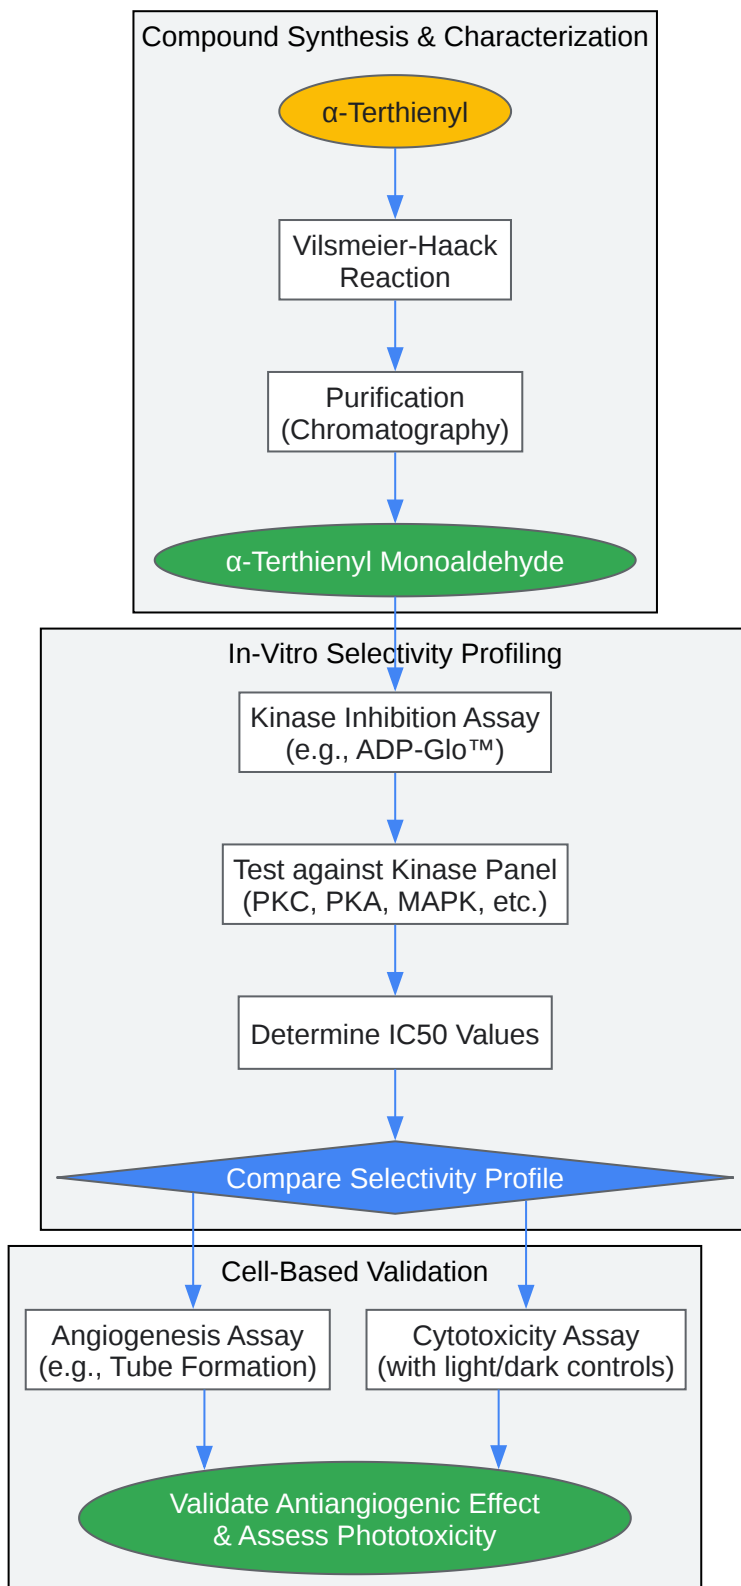 Compound Synthesis & Characterization
α-Terthienyl
Vilsmeier-Haack
Reaction
Purification
(Chromatography)
α-Terthienyl Monoaldehyde
In-Vitro Selectivity Profiling
Kinase Inhibition Assay
(e.g., ADP-Glo™)
Test against Kinase Panel
(PKC, PKA, MAPK, etc.)
Determine IC50 Values
Compare Selectivity Profile
Cell-Based Validation
Angiogenesis Assay
(e.g., Tube Formation)
Cytotoxicity Assay
(with light/dark controls)
Validate Antiangiogenic Effect
& Assess Phototoxicity